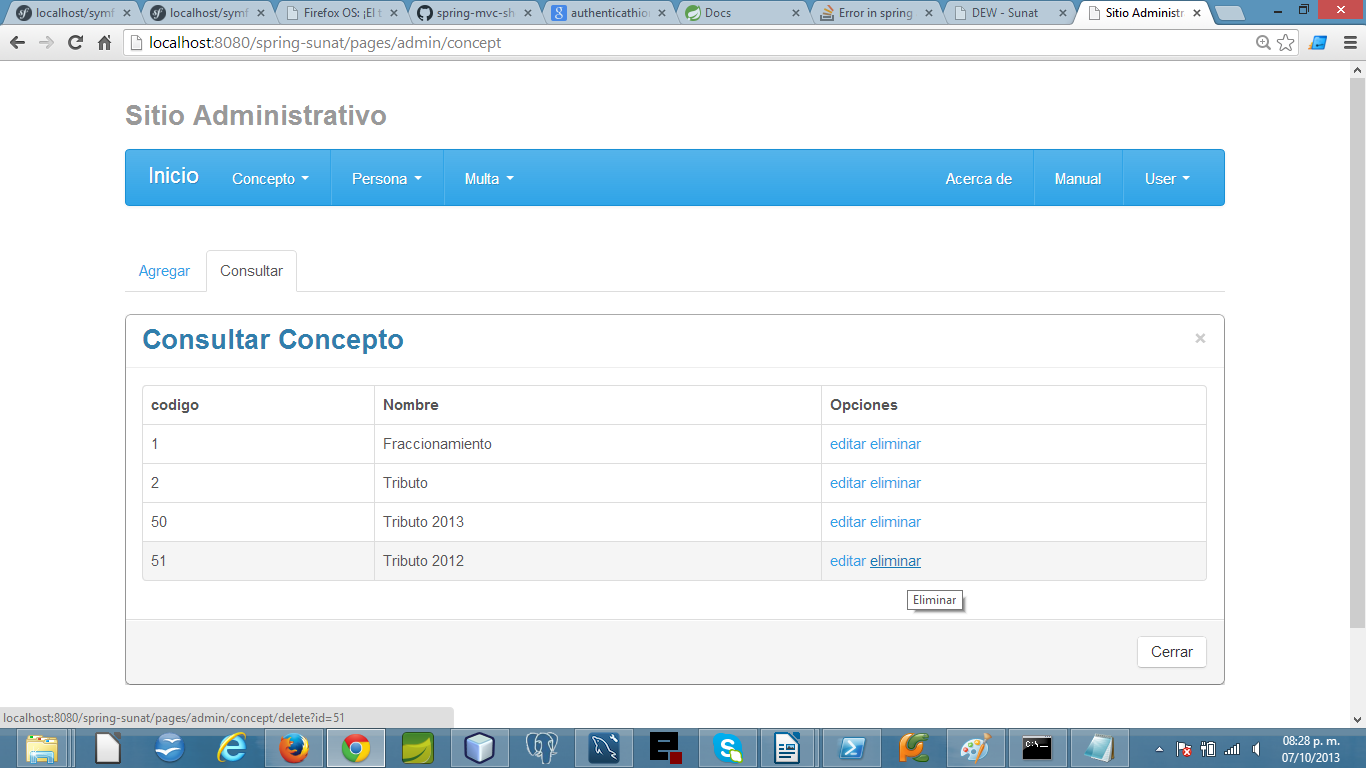 localhost/symf
localhost/symf
Firefox OS: ¡El t
spring-mvc-sh
authenticathio
Docs
Error in spring
DEW - Sunat
Sitio Administr
localhost:8080/spring-sunat/pages/admin/concept
Sitio Administrativo
Inicio Concepto Persona Multa Acerca de Manual User
Agregar Consultar
Consultar Concepto ×
codigo Nombre Opciones
1 Fraccionamiento editar eliminar
2 Tributo editar eliminar
50 Tributo 2013 editar eliminar
51 Tributo 2012 editar eliminar
Eliminar
Cerrar
localhost:8080/spring-sunat/pages/admin/concept/delete?id=51
08:28 p. m.
07/10/2013